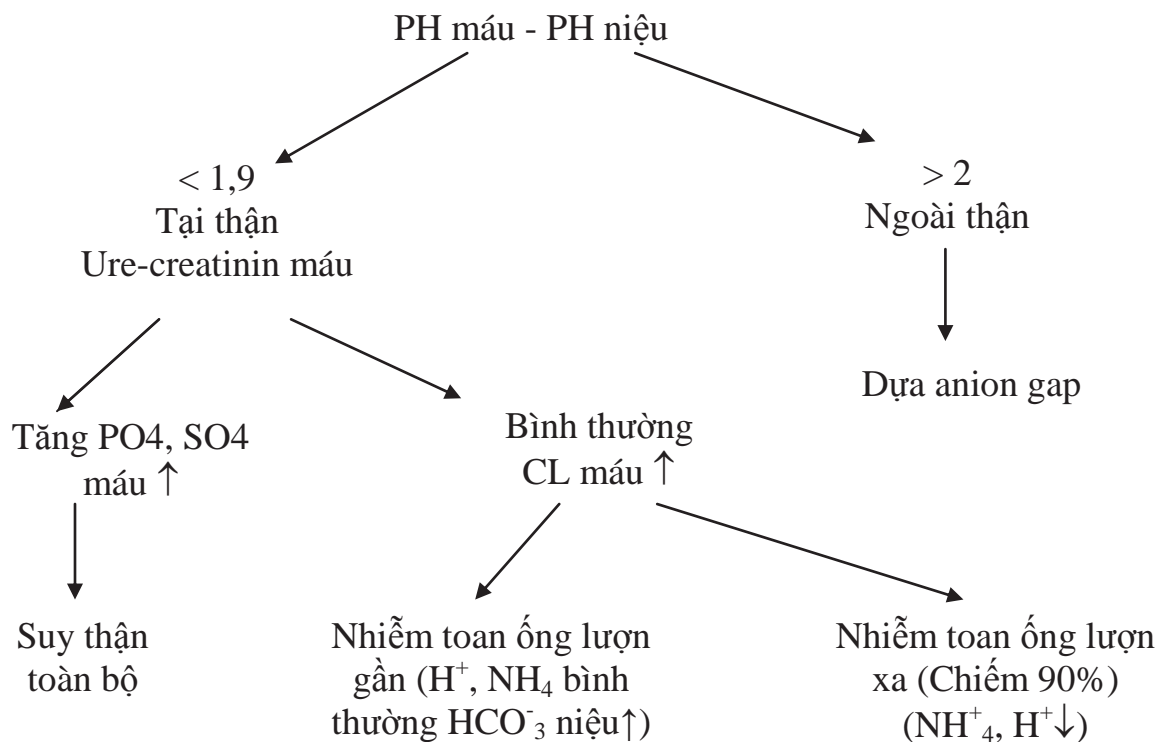 PH máu - PH niệu
< 1,9
Tại thận
Ure-creatinin máu
> 2
Ngoài thận
Dựa anion gap
Tăng PO4, SO4
máu ↑
Bình thường
CL máu ↑
Suy thận
toàn bộ
Nhiễm toan ống lượn
gần (H⁺, NH₄ bình
thường HCO⁻₃ niệu↑)
Nhiễm toan ống lượn
xa (Chiếm 90%)
(NH⁺₄, H⁺↓)